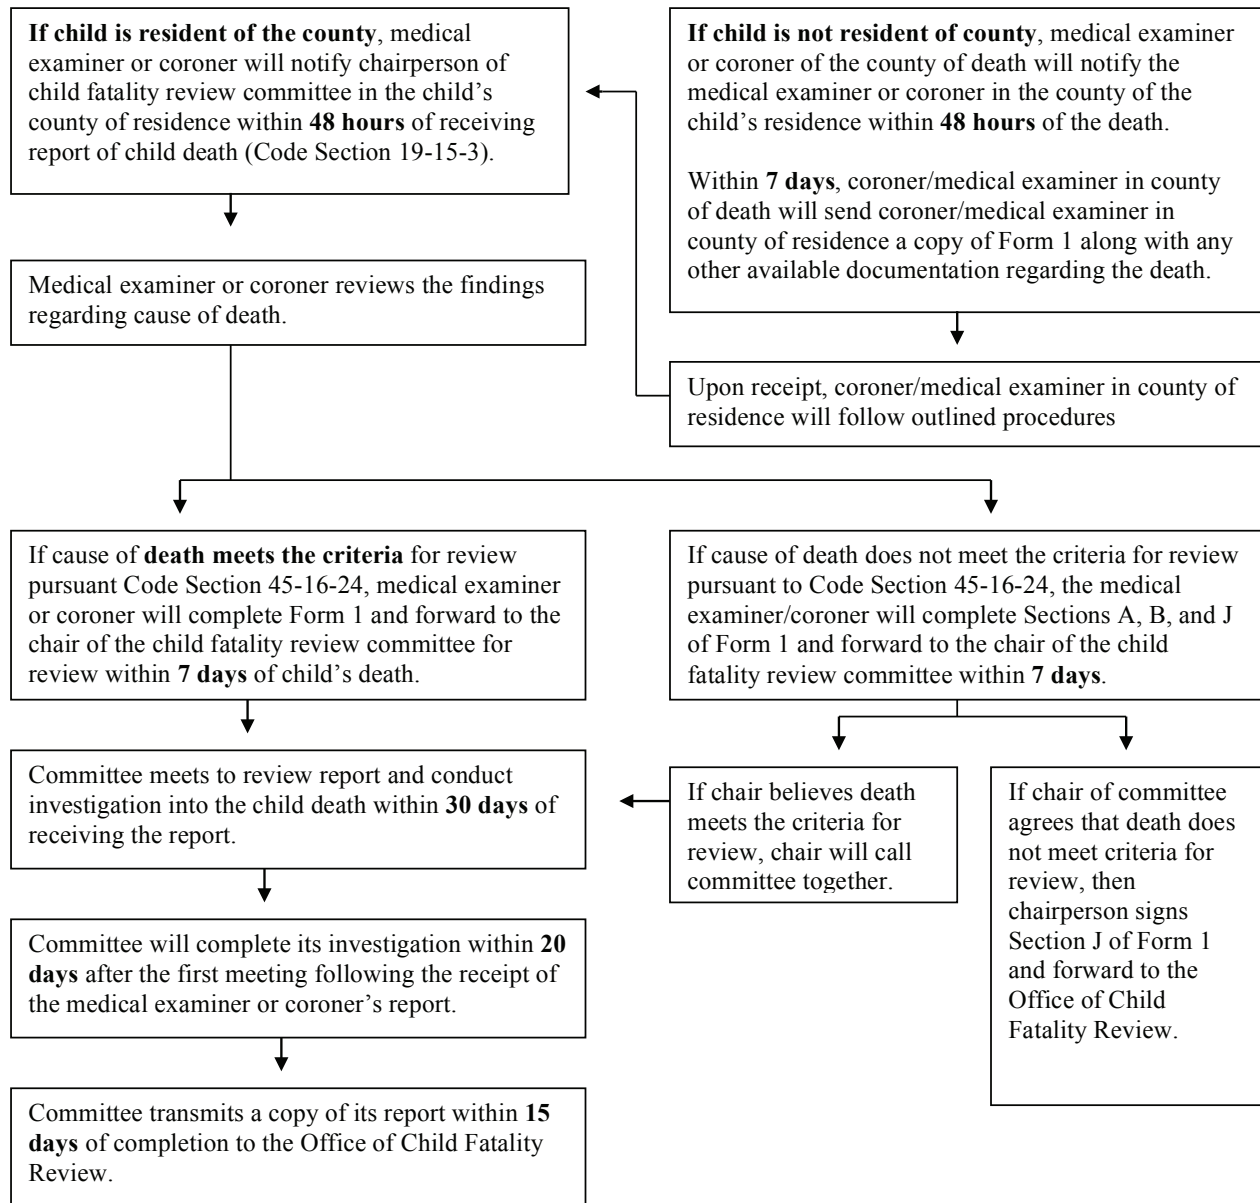 If child is resident of the county, medical
examiner or coroner will notify chairperson of
child fatality review committee in the child's
county of residence within 48 hours of receiving
report of child death (Code Section 19-15-3).
If child is not resident of county, medical examiner
or coroner of the county of death will notify the
medical examiner or coroner in the county of the
child's residence within 48 hours of the death.
Within 7 days, coroner/medical examiner in county
of death will send coroner/medical examiner in
county of residence a copy of Form 1 along with any
other available documentation regarding the death.
Medical examiner or coroner reviews the findings
regarding cause of death.
Upon receipt, coroner/medical examiner in county of
residence will follow outlined procedures
If cause of death meets the criteria for review
pursuant Code Section 45-16-24, medical examiner
or coroner will complete Form 1 and forward to the
chair of the child fatality review committee for
review within 7 days of child's death.
If cause of death does not meet the criteria for review
pursuant to Code Section 45-16-24, the medical
examiner/coroner will complete Sections A, B, and J
of Form 1 and forward to the chair of the child
fatality review committee within 7 days.
Committee meets to review report and conduct
investigation into the child death within 30 days of
receiving the report.
If chair believes death
meets the criteria for
review, chair will call
committee together.
If chair of committee
agrees that death does
not meet criteria for
review, then
chairperson signs
Section J of Form 1
and forward to the
Office of Child
Fatality Review.
Committee will complete its investigation within 20
days after the first meeting following the receipt of
the medical examiner or coroner's report.
Committee transmits a copy of its report within 15
days of completion to the Office of Child Fatality
Review.